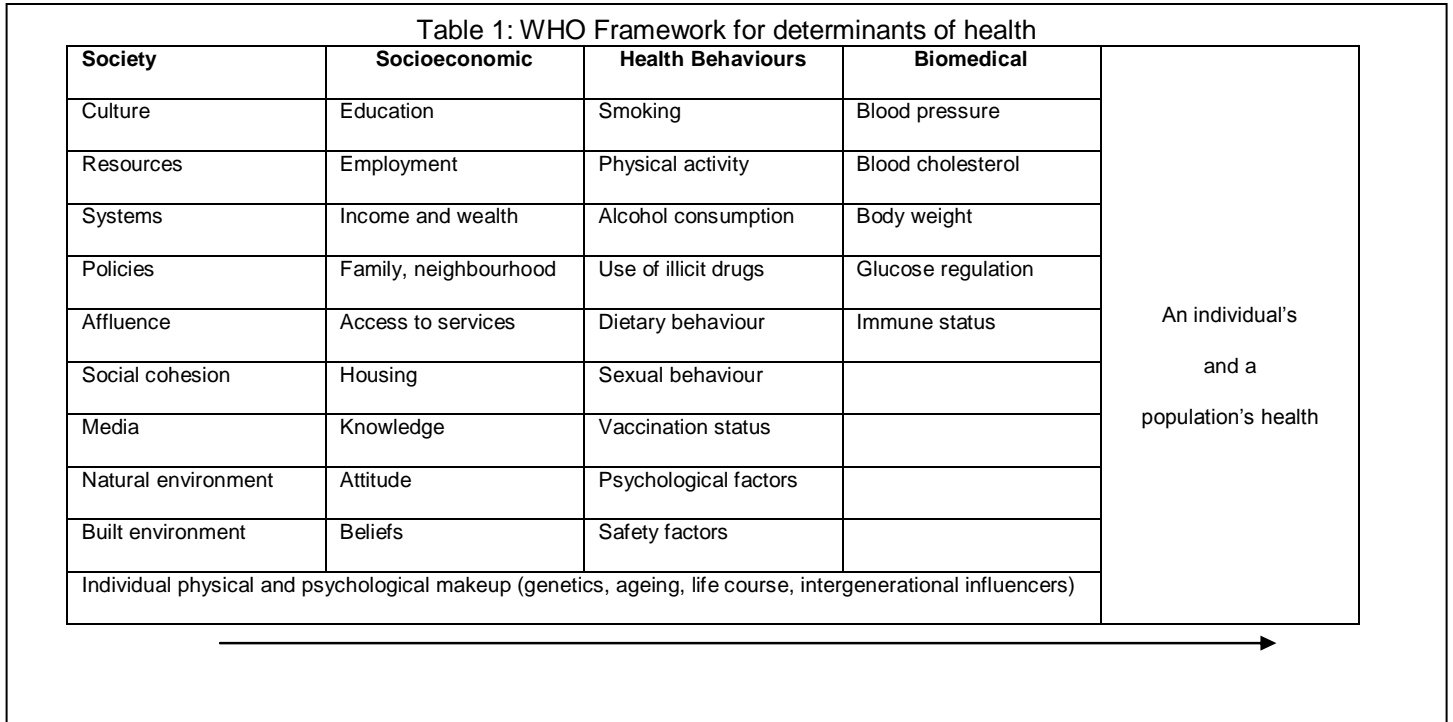 Table 1: WHO Framework for determinants of health
Society Socioeconomic Health Behaviours Biomedical
Culture Education Smoking Blood pressure
Resources Employment Physical activity Blood cholesterol
Systems Income and wealth Alcohol consumption Body weight
Policies Family, neighbourhood Use of illicit drugs Glucose regulation
Affluence Access to services Dietary behaviour Immune status
Social cohesion Housing Sexual behaviour
Media Knowledge Vaccination status
Natural environment Attitude Psychological factors
Built environment Beliefs Safety factors
Individual physical and psychological makeup (genetics, ageing, life course, intergenerational influencers)
An individual's
and a
population's health